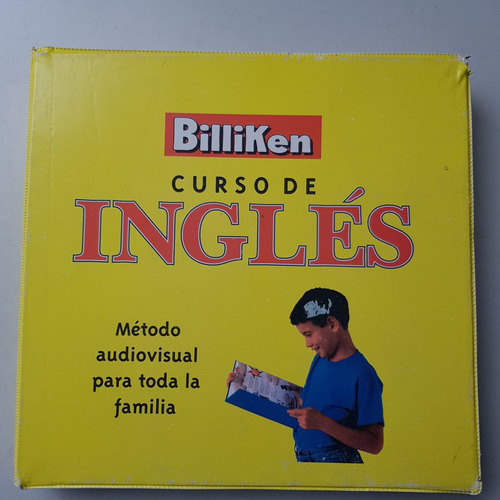 BilliKen
CURSO DE
INGLÉS
Método
audiovisual
para toda la
familia